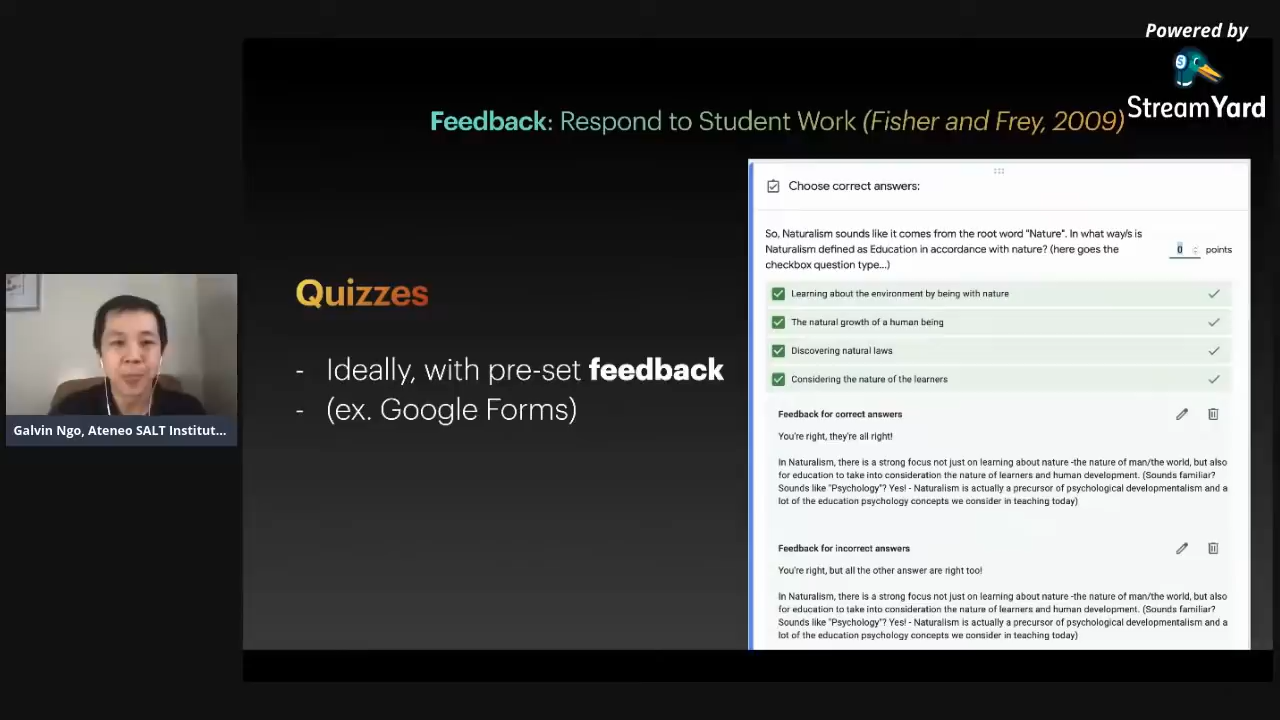 Powered by
StreamYard
Feedback: Respond to Student Work (Fisher and Frey, 2009)
Choose correct answers:
So, Naturalism sounds like it comes from the root word "Nature". In what way/s is
Naturalism defined as Education in accordance with nature? (here goes the
checkbox question type...)
0 points
Learning about the environment by being with nature
The natural growth of a human being
Discovering natural laws
Considering the nature of the learners
Feedback for correct answers
You're right, they're all right!
In Naturalism, there is a strong focus not just on learning about nature -the nature of man/the world, but also
for education to take into consideration the nature of learners and human development. (Sounds familiar?
Sounds like "Psychology"? Yes! - Naturalism is actually a precursor of psychological developmentalism and a
lot of the education psychology concepts we consider in teaching today)
Feedback for incorrect answers
You're right, but all the other answer are right too!
In Naturalism, there is a strong focus not just on learning about nature -the nature of man/the world, but also
for education to take into consideration the nature of learners and human development. (Sounds familiar?
Sounds like "Psychology"? Yes! - Naturalism is actually a precursor of psychological developmentalism and a
lot of the education psychology concepts we consider in teaching today)
Quizzes
- Ideally, with pre-set feedback
- (ex. Google Forms)
Galvin Ngo, Ateneo SALT Institut...